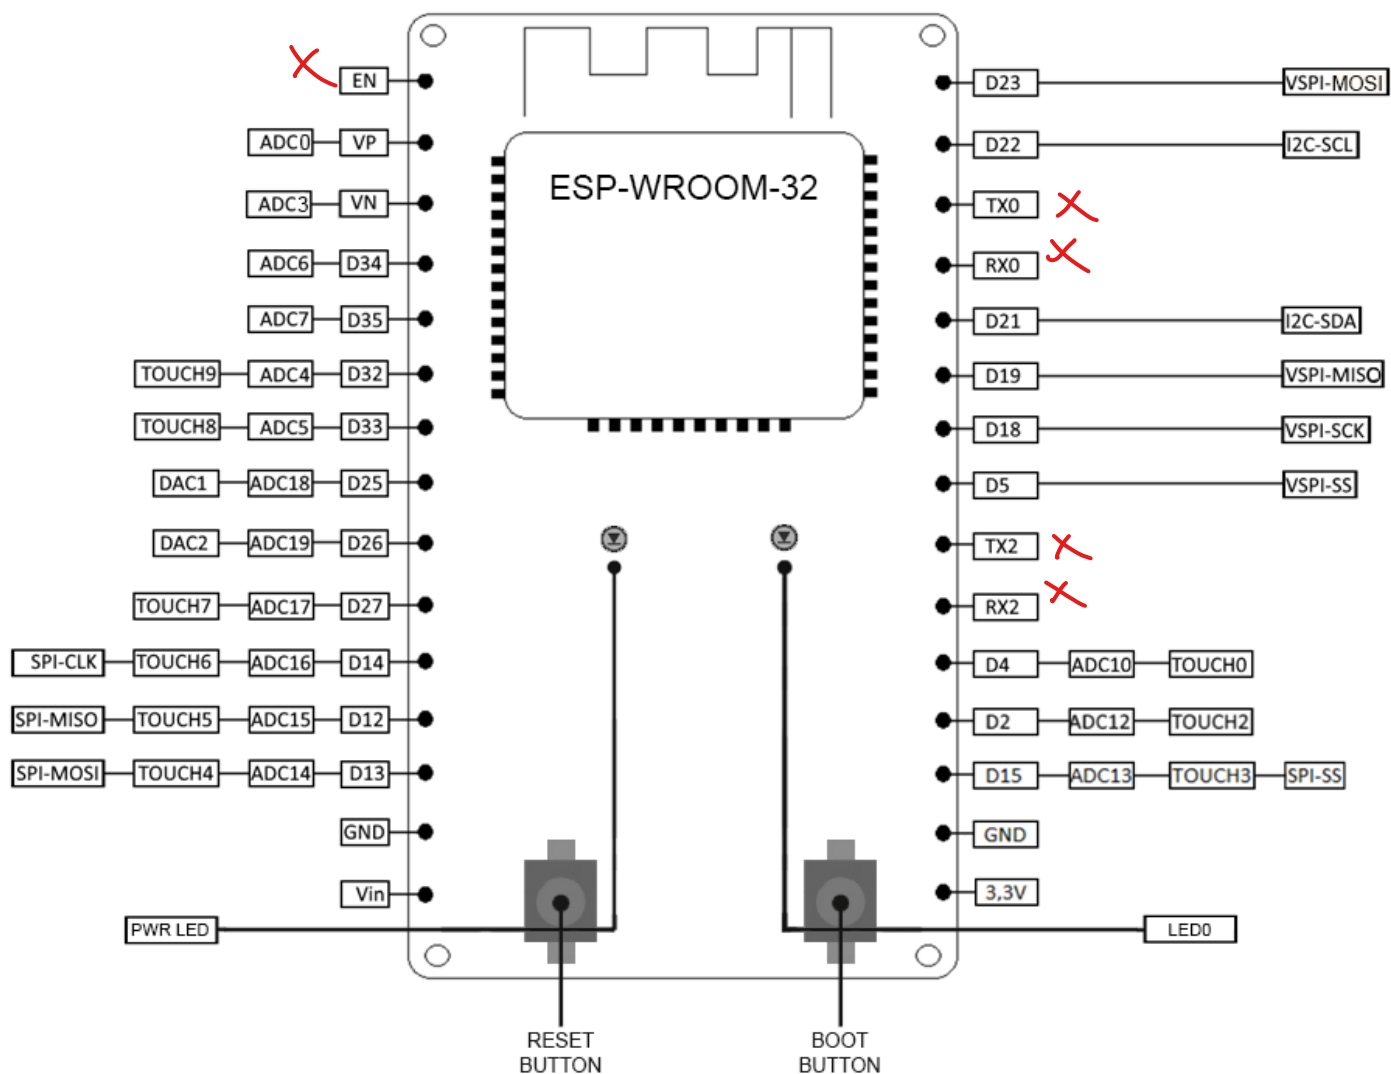 EN D23 VSPI-MOSI
ADC0 VP D22 I2C-SCL
ESP-WROOM-32
ADC3 VN TX0
ADC6 D34 RX0
ADC7 D35 D21 I2C-SDA
TOUCH9 ADC4 D32 D19 VSPI-MISO
TOUCH8 ADC5 D33 D18 VSPI-SCK
DAC1 ADC18 D25 D5 VSPI-SS
DAC2 ADC19 D26 TX2
TOUCH7 ADC17 D27 RX2
SPI-CLK TOUCH6 ADC16 D14 D4 ADC10 TOUCH0
SPI-MISO TOUCH5 ADC15 D12 D2 ADC12 TOUCH2
SPI-MOSI TOUCH4 ADC14 D13 D15 ADC13 TOUCH3 SPI-SS
GND GND
Vin 3,3V
PWR LED LED0
RESET BOOT
BUTTON BUTTON